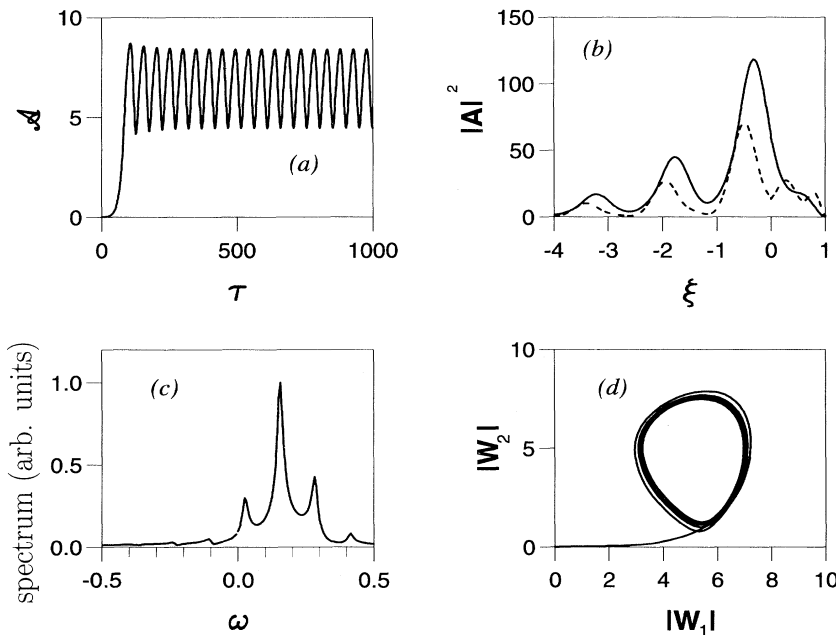 10
5
0
𝒜
(a)
0 500 1000
τ
150
100
50
0
|A|²
(b)
-4 -3 -2 -1 0 1
ξ
1.0
0.5
0.0
spectrum (arb. units)
(c)
-0.5 0.0 0.5
ω
10
5
0
|W₂|
(d)
0 2 4 6 8 10
|W₁|